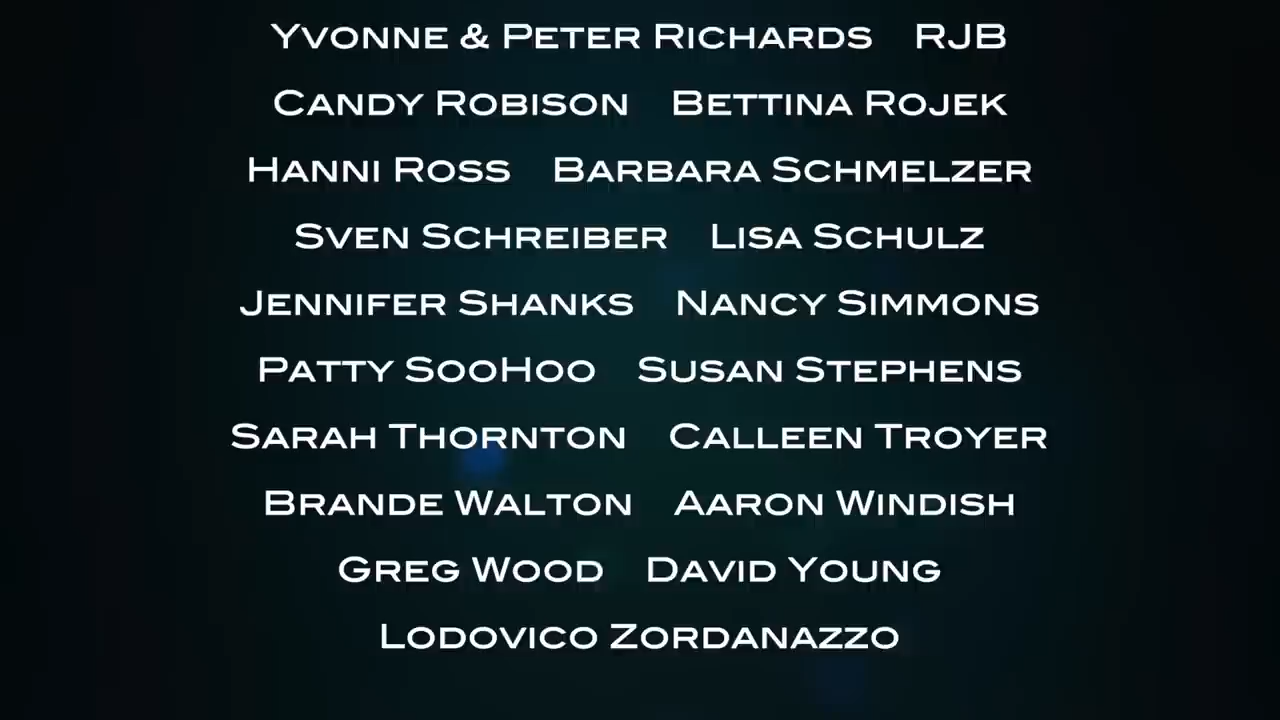 Yvonne & Peter Richards RJB
Candy Robison Bettina Rojek
Hanni Ross Barbara Schmelzer
Sven Schreiber Lisa Schulz
Jennifer Shanks Nancy Simmons
Patty SooHoo Susan Stephens
Sarah Thornton Calleen Troyer
Brande Walton Aaron Windish
Greg Wood David Young
Lodovico Zordanazzo